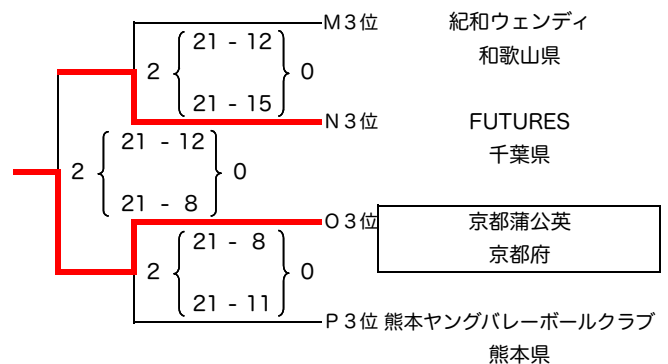 M3位 紀和ウェンディ
和歌山県
2 21 - 12 0
21 - 15
N3位 FUTURES
千葉県
2 21 - 12 0
21 - 8
O3位 京都蒲公英
京都府
2 21 - 8 0
21 - 11
P3位 熊本ヤングバレーボールクラブ
熊本県